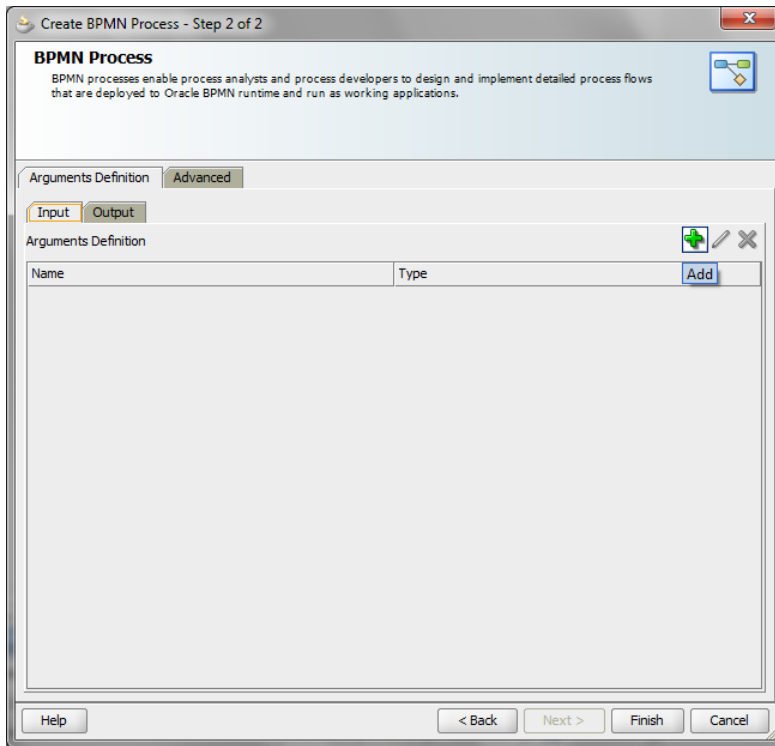 Create BPMN Process - Step 2 of 2
BPMN Process
BPMN processes enable process analysts and process developers to design and implement detailed process flows
that are deployed to Oracle BPMN runtime and run as working applications.
Arguments Definition Advanced
Input Output
Arguments Definition
Name Type Add
Help < Back Next > Finish Cancel